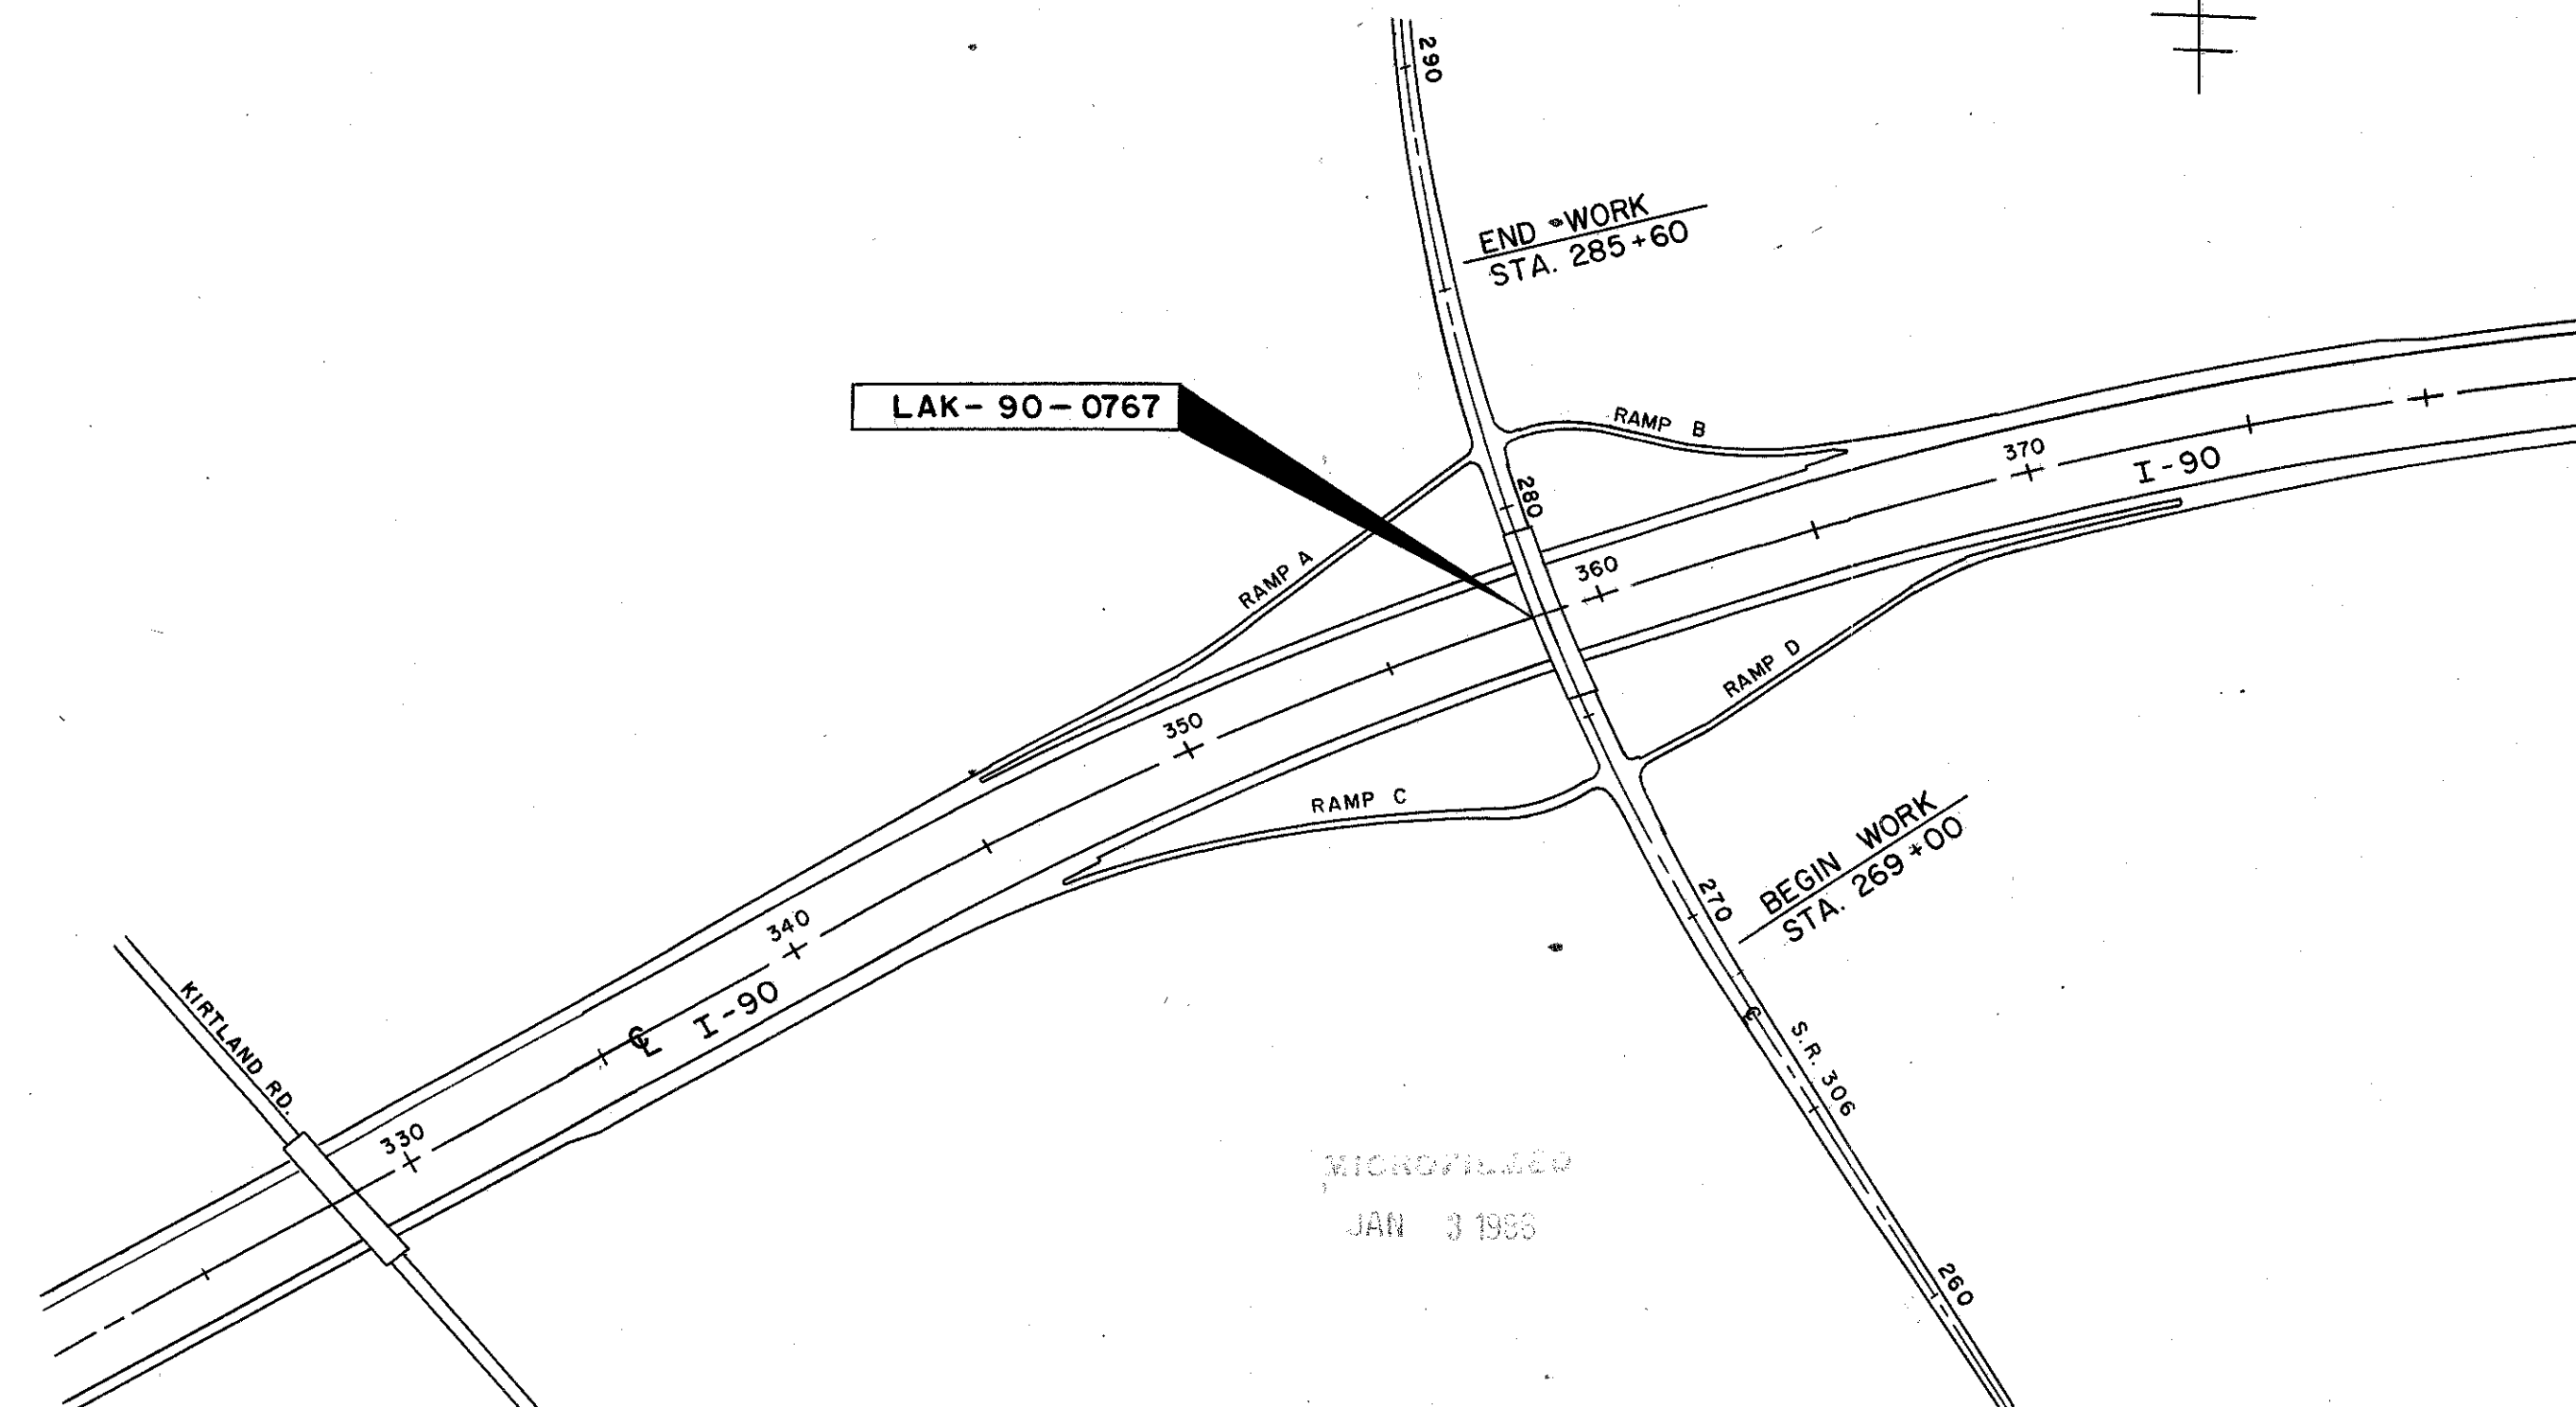 290
END WORK
STA. 285+60
LAK-90-0767
RAMP B
370
I-90
280
360
RAMP A
RAMP D
350
RAMP C
BEGIN WORK
STA. 269+00
270
340
℄ I-90
KIRTLAND RD.
℄ S.R. 306
330
MICROFILMED
JAN 3
260